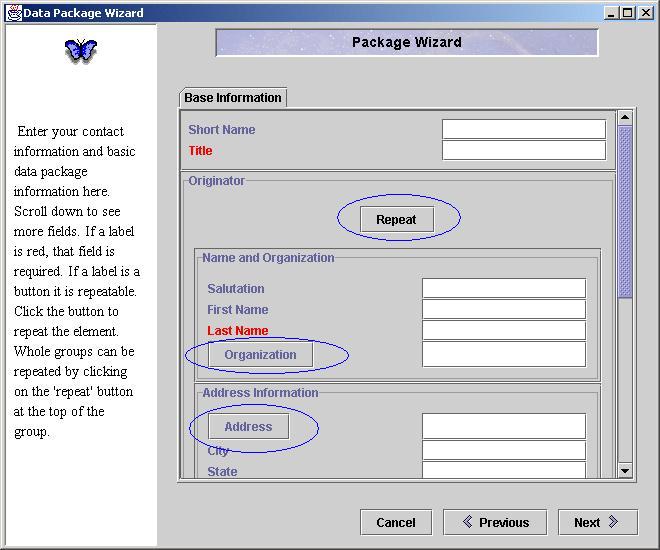 Data Package Wizard
Enter your contact
information and basic
data package
information here.
Scroll down to see
more fields. If a label
is red, that field is
required. If a label is a
button it is repeatable.
Click the button to
repeat the element.
Whole groups can be
repeated by clicking
on the 'repeat' button
at the top of the
group.
Package Wizard
Base Information
Short Name
Title
Originator
Repeat
Name and Organization
Salutation
First Name
Last Name
Organization
Address Information
Address
City
State
Cancel
Previous
Next